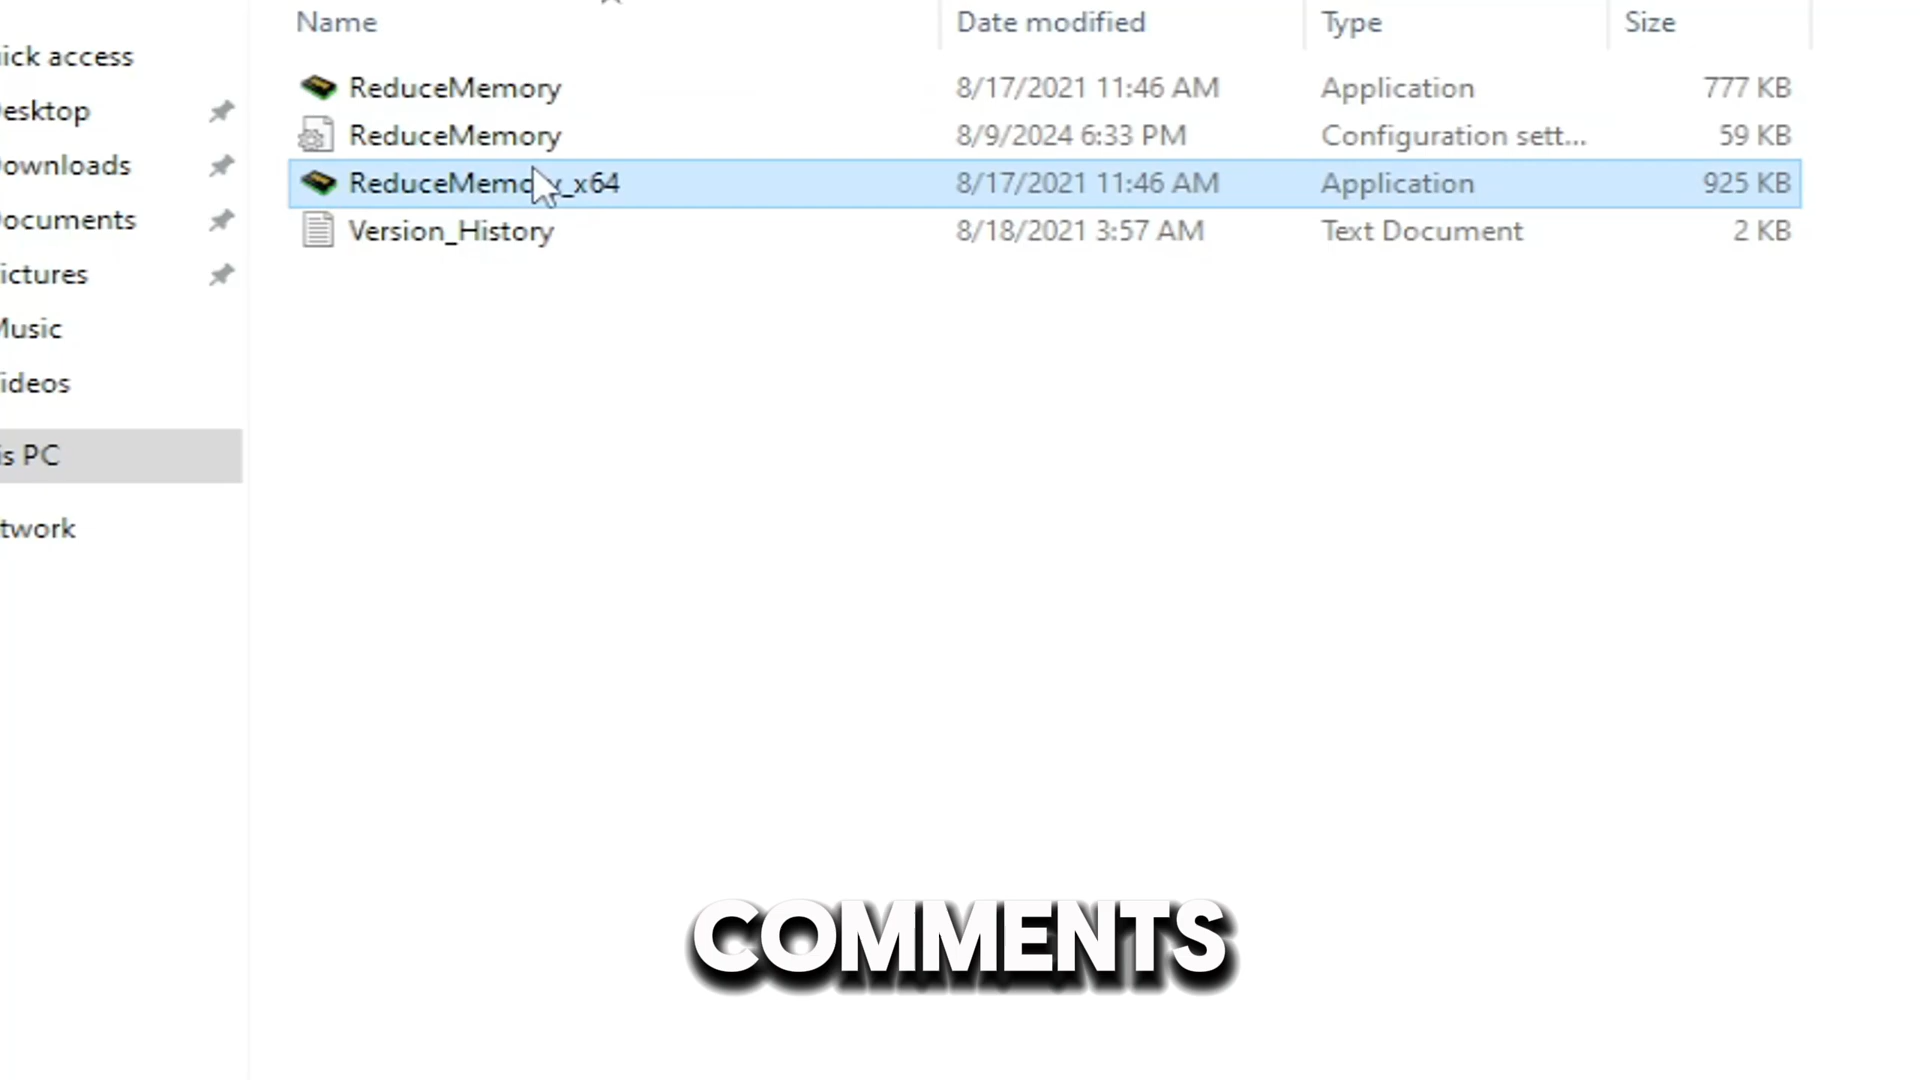 Name Date modified Type Size
ick access
esktop
ownloads
ocuments
ictures
Music
ideos
is PC
twork
ReduceMemory 8/17/2021 11:46 AM Application 777 KB
ReduceMemory 8/9/2024 6:33 PM Configuration sett... 59 KB
ReduceMemory_x64 8/17/2021 11:46 AM Application 925 KB
Version_History 8/18/2021 3:57 AM Text Document 2 KB
COMMENTS